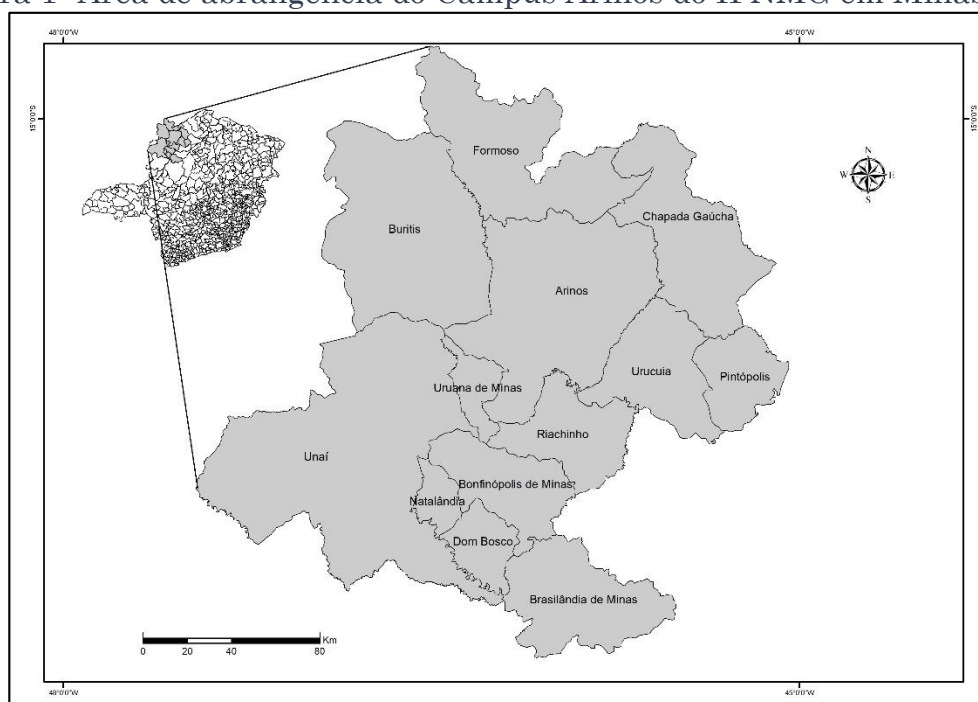 ra 1- Área de abrangência do Campus Arinos do IFNMG em Minas
48°0'0"W 45°0'0"W
15°0'0"S 15°0'0"S
Formoso
N
W E
S
Chapada Gaúcha
Buritis
Arinos
Urucuia
Pintópolis
Uruana de Minas
Riachinho
Unaí
Bonfinópolis de Minas
Natalândia
Dom Bosco
Brasilândia de Minas
Km
0 20 40 80
48°0'0"W 45°0'0"W